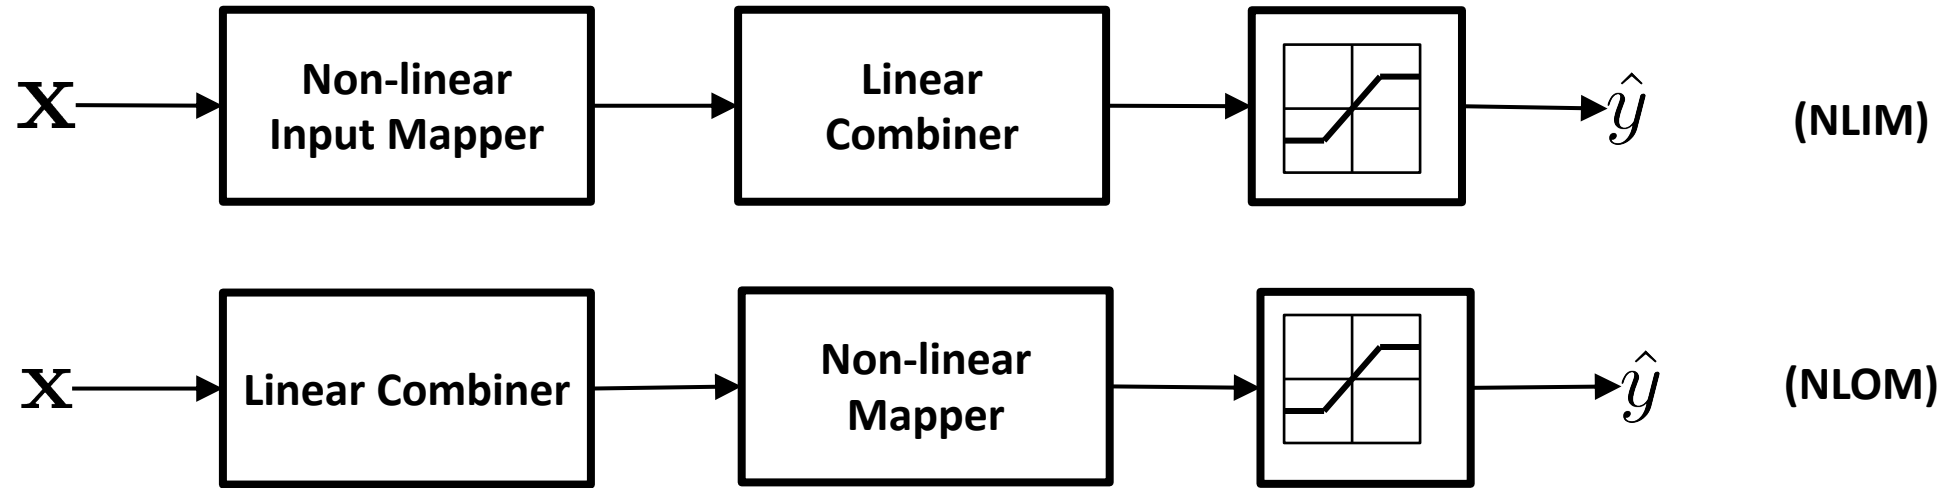 x
Non-linear
Input Mapper
Linear
Combiner
ŷ
(NLIM)
x
Linear Combiner
Non-linear
Mapper
ŷ
(NLOM)